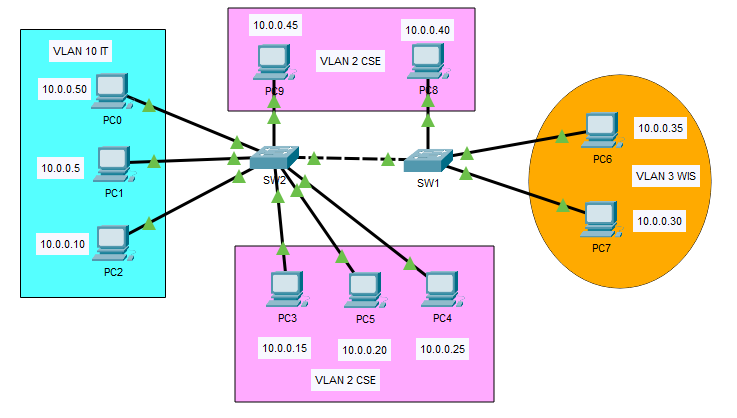 10.0.0.45
PC9
VLAN 2 CSE
10.0.0.40
PC8
VLAN 10 IT
10.0.0.50
PC0
10.0.0.5
PC1
10.0.0.10
PC2
SW2
SW1
10.0.0.35
PC6
VLAN 3 WIS
10.0.0.30
PC7
PC3
PC5
PC4
10.0.0.15
10.0.0.20
10.0.0.25
VLAN 2 CSE